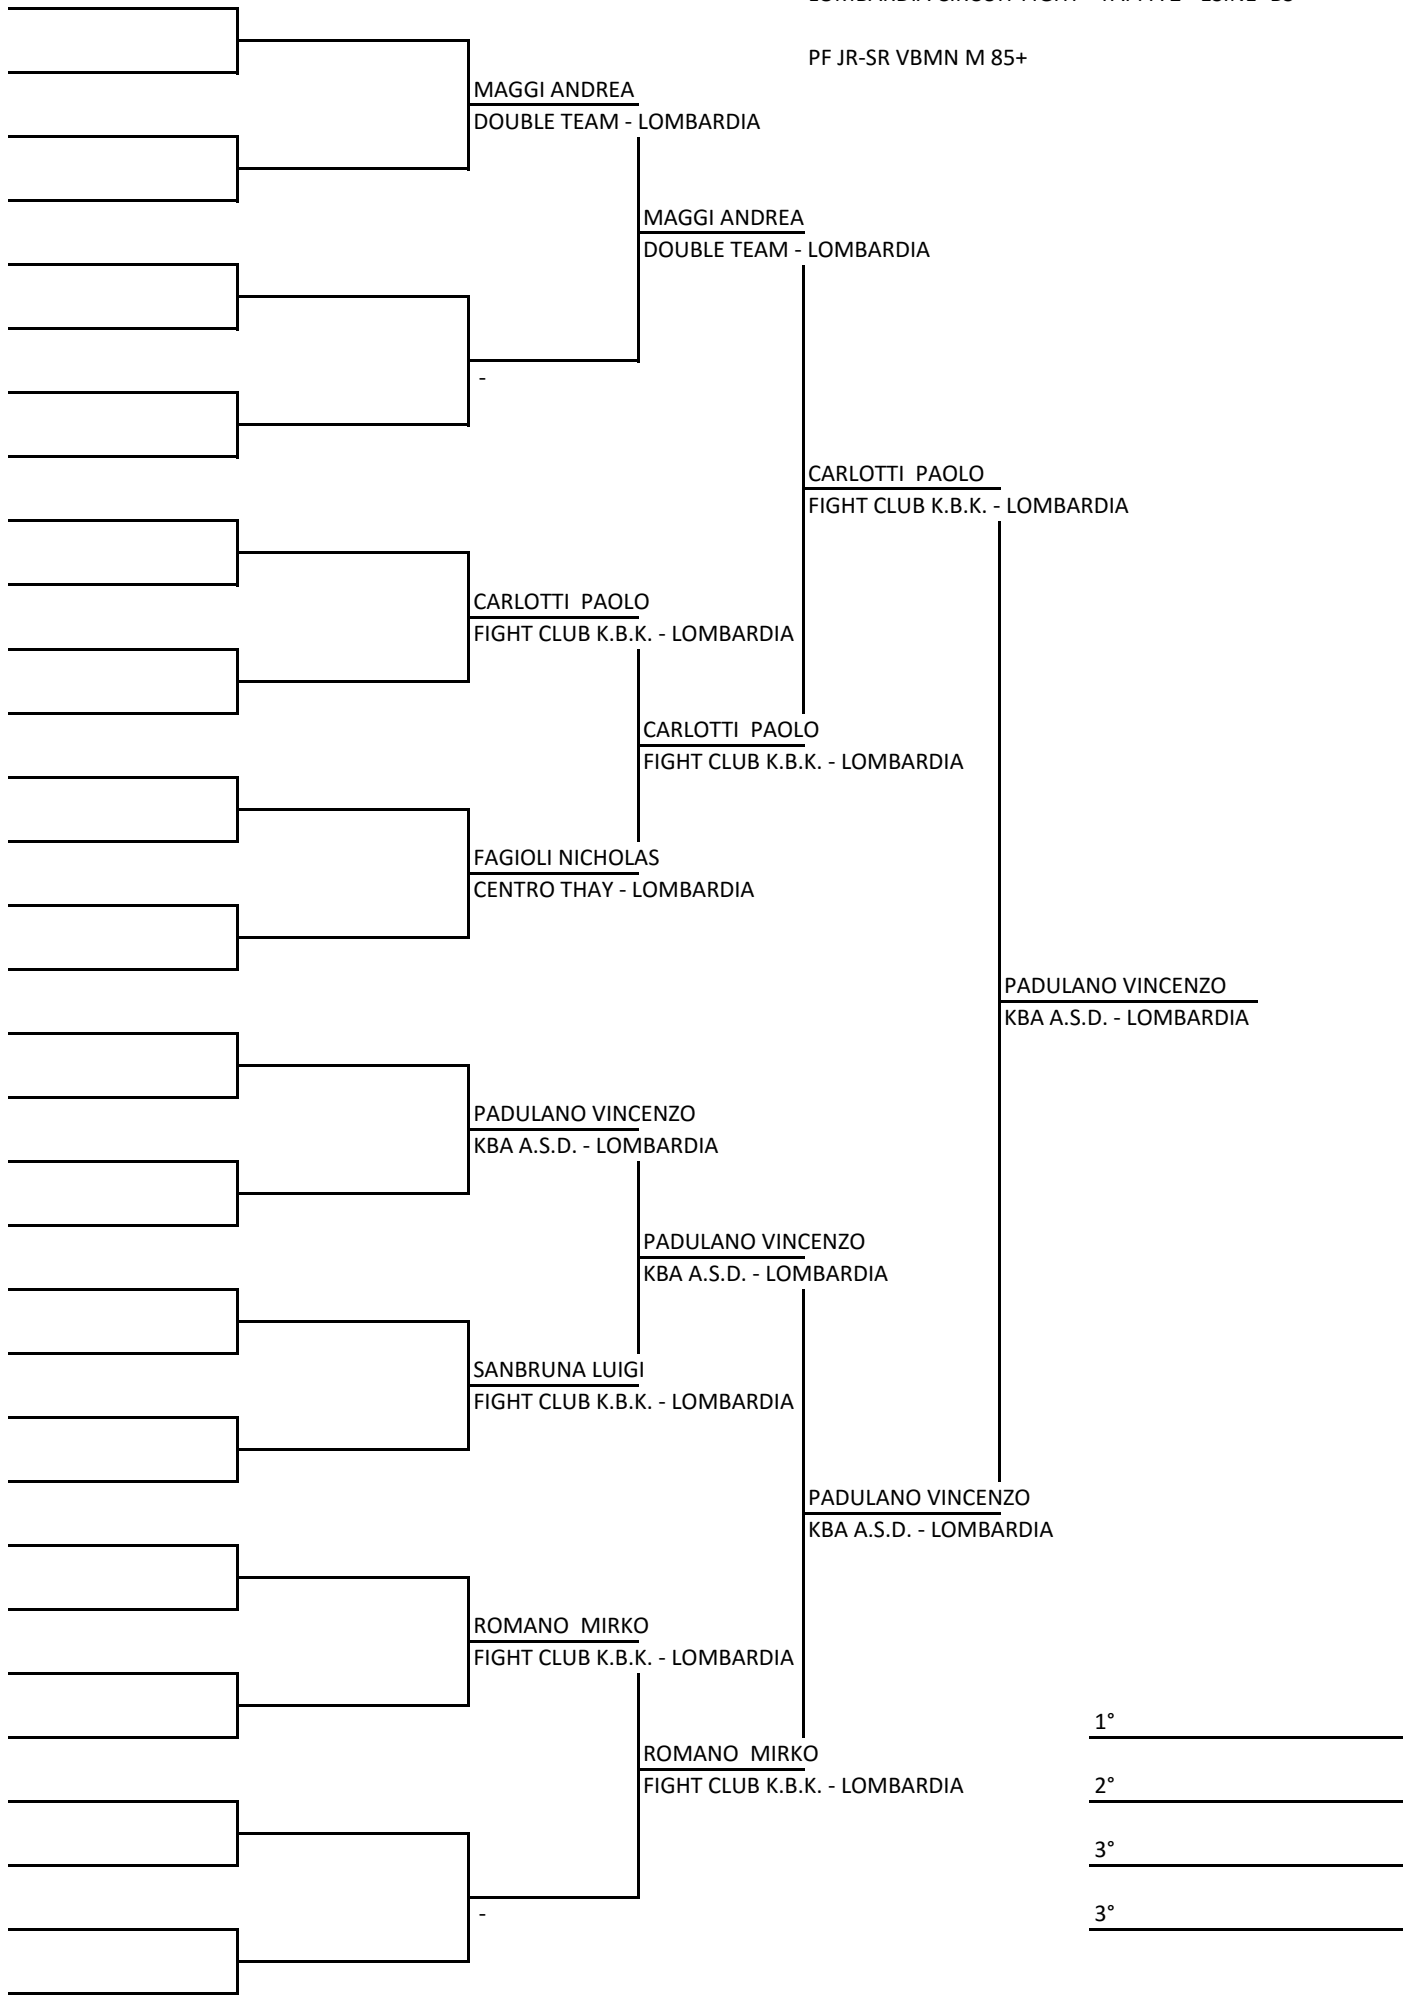 PF JR-SR VBMN M 85+
MAGGI ANDREA
DOUBLE TEAM - LOMBARDIA
MAGGI ANDREA
DOUBLE TEAM - LOMBARDIA
-
CARLOTTI  PAOLO
FIGHT CLUB K.B.K. - LOMBARDIA
CARLOTTI  PAOLO
FIGHT CLUB K.B.K. - LOMBARDIA
CARLOTTI  PAOLO
FIGHT CLUB K.B.K. - LOMBARDIA
FAGIOLI NICHOLAS
CENTRO THAY - LOMBARDIA
PADULANO VINCENZO
KBA A.S.D. - LOMBARDIA
PADULANO VINCENZO
KBA A.S.D. - LOMBARDIA
PADULANO VINCENZO
KBA A.S.D. - LOMBARDIA
SANBRUNA LUIGI
FIGHT CLUB K.B.K. - LOMBARDIA
PADULANO VINCENZO
KBA A.S.D. - LOMBARDIA
ROMANO  MIRKO
FIGHT CLUB K.B.K. - LOMBARDIA
1°
ROMANO  MIRKO
FIGHT CLUB K.B.K. - LOMBARDIA
2°
3°
-
3°